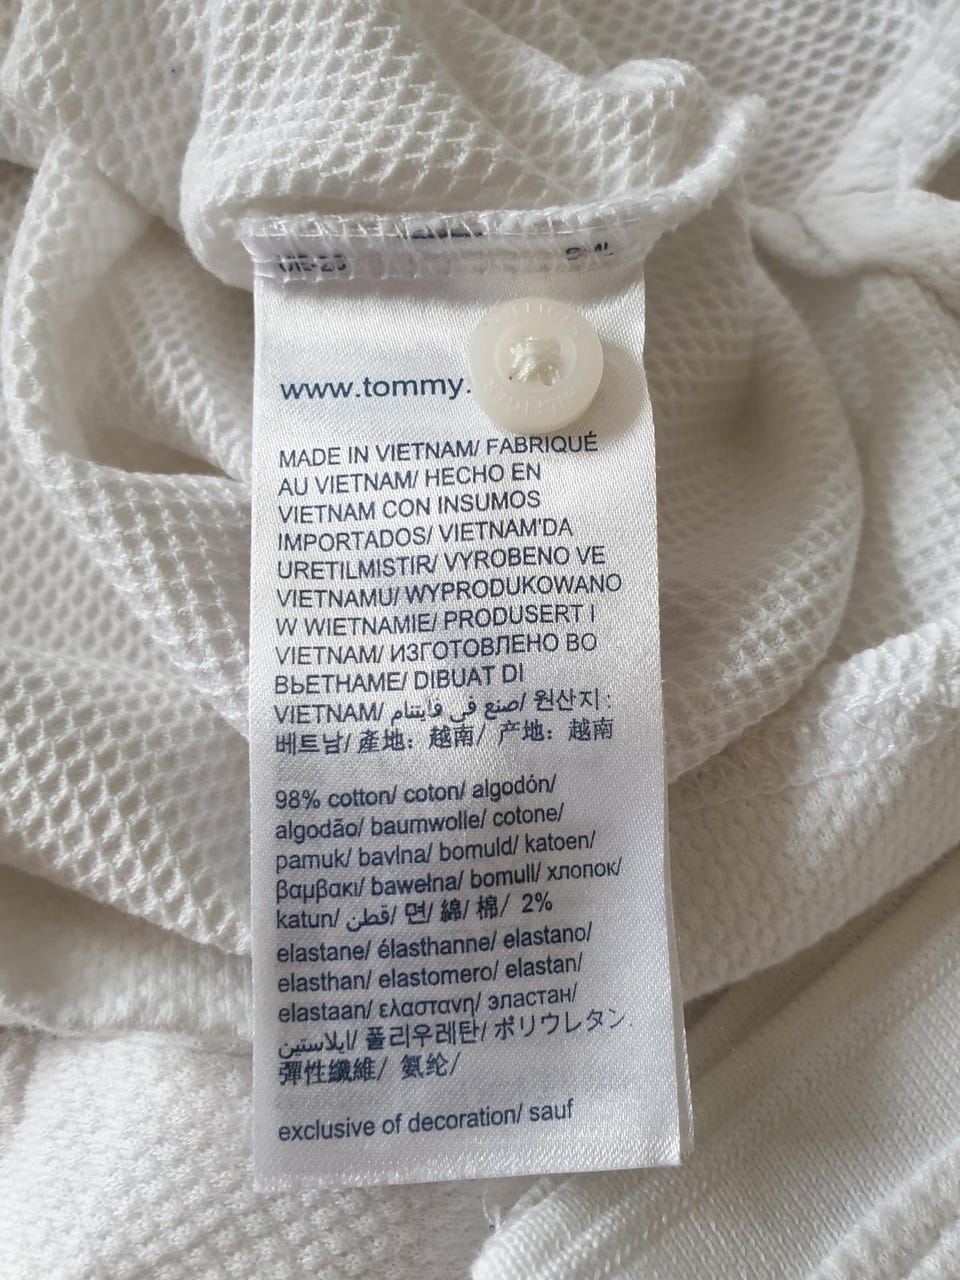 www.tommy.
MADE IN VIETNAM/ FABRIQUÉ
AU VIETNAM/ HECHO EN
VIETNAM CON INSUMOS
IMPORTADOS/ VIETNAM'DA
URETILMISTIR/ VYROBENO VE
VIETNAMU/ WYPRODUKOWANO
W WIETNAMIE/ PRODUSERT I
VIETNAM/ ИЗГОТОВЛЕНО ВО
ВЬЕТНАМЕ/ DIBUAT DI
VIETNAM/ صنع في فايتنام/ 원산지 :
베트남/ 產地：越南/ 产地：越南
98% cotton/ coton/ algodón/
algodão/ baumwolle/ cotone/
pamuk/ bavlna/ bomuld/ katoen/
βαμβακι/ bawełna/ bomull/ хлопок/
katun/ قطن/ 면/ 綿/ 棉/ 2%
elastane/ élasthanne/ elastano/
elasthan/ elastomero/ elastan/
elastaan/ ελαστανη/ эластан/
ايلاستين/ 폴리우레탄/ ポリウレタン.
彈性纖維/ 氨纶/
exclusive of decoration/ sauf